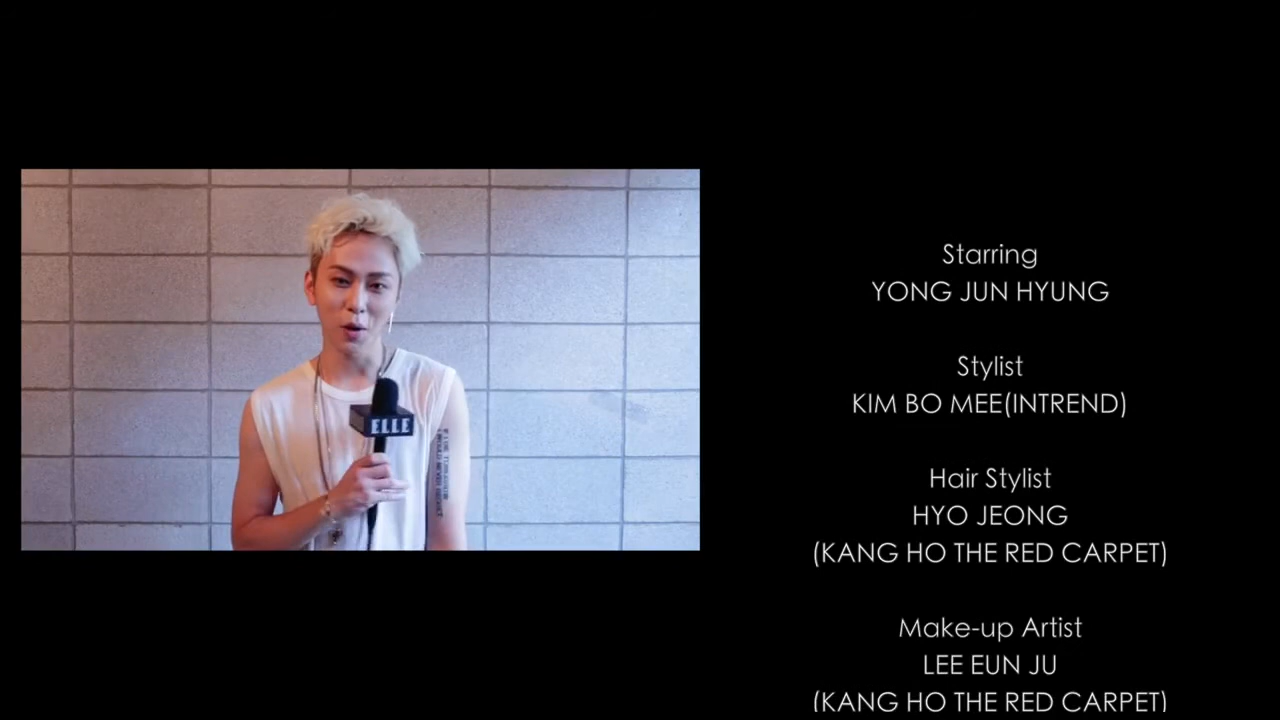 ELLE
Starring
YONG JUN HYUNG
Stylist
KIM BO MEE(INTREND)
Hair Stylist
HYO JEONG
(KANG HO THE RED CARPET)
Make-up Artist
LEE EUN JU
(KANG HO THE RED CARPET)